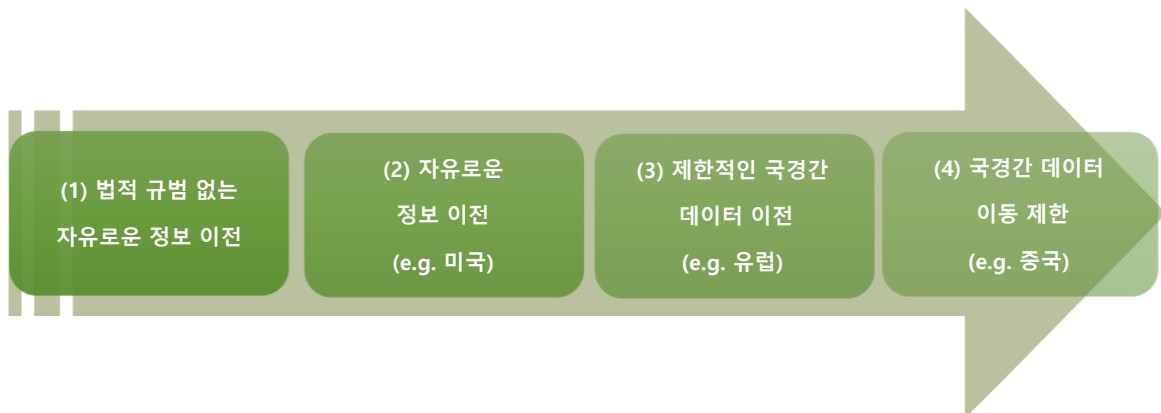 (1) 법적 규범 없는
자유로운 정보 이전
(2) 자유로운
정보 이전
(e.g. 미국)
(3) 제한적인 국경간
데이터 이전
(e.g. 유럽)
(4) 국경간 데이터
이동 제한
(e.g. 중국)